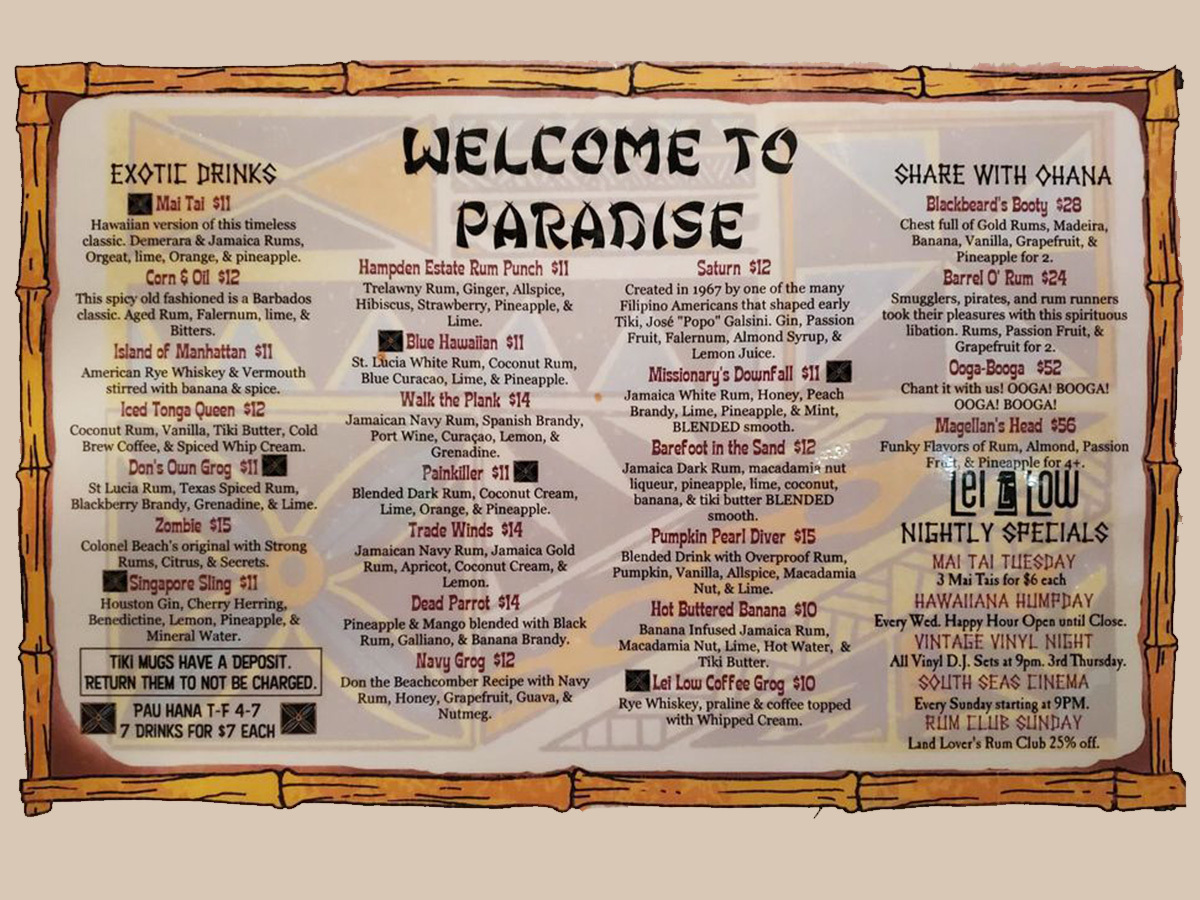 WELCOME TO
PARADISE
EXOTIC DRINKS
Mai Tai $11
Hawaiian version of this timeless
classic. Demerara & Jamaica Rums,
Orgeat, lime, Orange, & pineapple.
Corn & Oil $12
This spicy old fashioned is a Barbados
classic. Aged Rum, Falernum, lime, &
Bitters.
Island of Manhattan $11
American Rye Whiskey & Vermouth
stirred with banana & spice.
Iced Tonga Queen $12
Coconut Rum, Vanilla, Tiki Butter, Cold
Brew Coffee, & Spiced Whip Cream.
Don's Own Grog $11
St Lucia Rum, Texas Spiced Rum,
Blackberry Brandy, Grenadine, & Lime.
Zombie $15
Colonel Beach's original with Strong
Rums, Citrus, & Secrets.
Singapore Sling $11
Houston Gin, Cherry Herring,
Benedictine, Lemon, Pineapple, &
Mineral Water.
TIKI MUGS HAVE A DEPOSIT.
RETURN THEM TO NOT BE CHARGED.
PAU HANA T-F 4-7
7 DRINKS FOR $7 EACH
Hampden Estate Rum Punch $11
Trelawny Rum, Ginger, Allspice,
Hibiscus, Strawberry, Pineapple, &
Lime.
Blue Hawaiian $11
St. Lucia White Rum, Coconut Rum,
Blue Curacao, Lime, & Pineapple.
Walk the Plank $14
Jamaican Navy Rum, Spanish Brandy,
Port Wine, Curaçao, Lemon, &
Grenadine.
Painkiller $11
Blended Dark Rum, Coconut Cream,
Lime, Orange, & Pineapple.
Trade Winds $14
Jamaican Navy Rum, Jamaica Gold
Rum, Apricot, Coconut Cream, &
Lemon.
Dead Parrot $14
Pineapple & Mango blended with Black
Rum, Galliano, & Banana Brandy.
Navy Grog $12
Don the Beachcomber Recipe with Navy
Rum, Honey, Grapefruit, Guava, &
Nutmeg.
Saturn $12
Created in 1967 by one of the many
Filipino Americans that shaped early
Tiki, José "Popo" Galsini. Gin, Passion
Fruit, Falernum, Almond Syrup, &
Lemon Juice.
Missionary's Downfall $11
Jamaica White Rum, Honey, Peach
Brandy, Lime, Pineapple, & Mint,
BLENDED smooth.
Barefoot in the Sand $12
Jamaica Dark Rum, macadamia nut
liqueur, pineapple, lime, coconut,
banana, & tiki butter BLENDED
smooth.
Pumpkin Pearl Diver $15
Blended Drink with Overproof Rum,
Pumpkin, Vanilla, Allspice, Macadamia
Nut, & Lime.
Hot Buttered Banana $10
Banana Infused Jamaica Rum,
Macadamia Nut, Lime, Hot Water, &
Tiki Butter.
Lei Low Coffee Grog $10
Rye Whiskey, praline & coffee topped
with Whipped Cream.
SHARE WITH OHANA
Blackbeard's Booty $28
Chest full of Gold Rums, Madeira,
Banana, Vanilla, Grapefruit, &
Pineapple for 2.
Barrel O' Rum $24
Smugglers, pirates, and rum runners
took their pleasures with this spirituous
libation. Rums, Passion Fruit, &
Grapefruit for 2.
Ooga-Booga $52
Chant it with us! OOGA! BOOGA!
OOGA! BOOGA!
Magellan's Head $56
Funky Flavors of Rum, Almond, Passion
Fruit, & Pineapple for 4+.
Lei Low
NIGHTLY SPECIALS
MAI TAI TUESDAY
3 Mai Tais for $6 each
HAWAIIANA HUMPDAY
Every Wed. Happy Hour Open until Close.
VINTAGE VINYL NIGHT
All Vinyl D.J. Sets at 9pm. 3rd Thursday.
SOUTH SEAS CINEMA
Every Sunday starting at 9PM.
RUM CLUB SUNDAY
Land Lover's Rum Club 25% off.